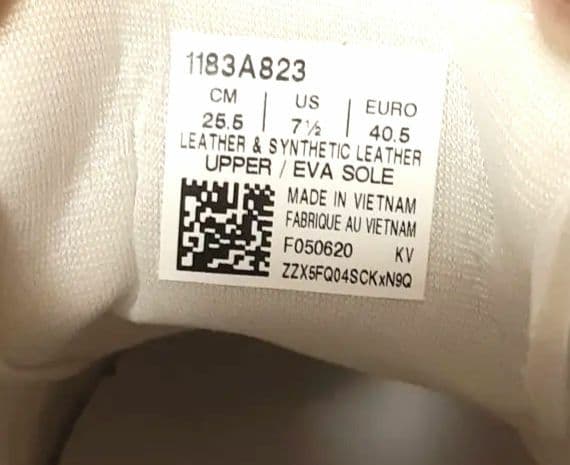 1183A823
CM | US | EURO
25.5 | 7½ | 40.5
LEATHER & SYNTHETIC LEATHER
UPPER / EVA SOLE
MADE IN VIETNAM
FABRIQUE AU VIETNAM
F050620 KV
ZZX5FQ04SCKxN9Q